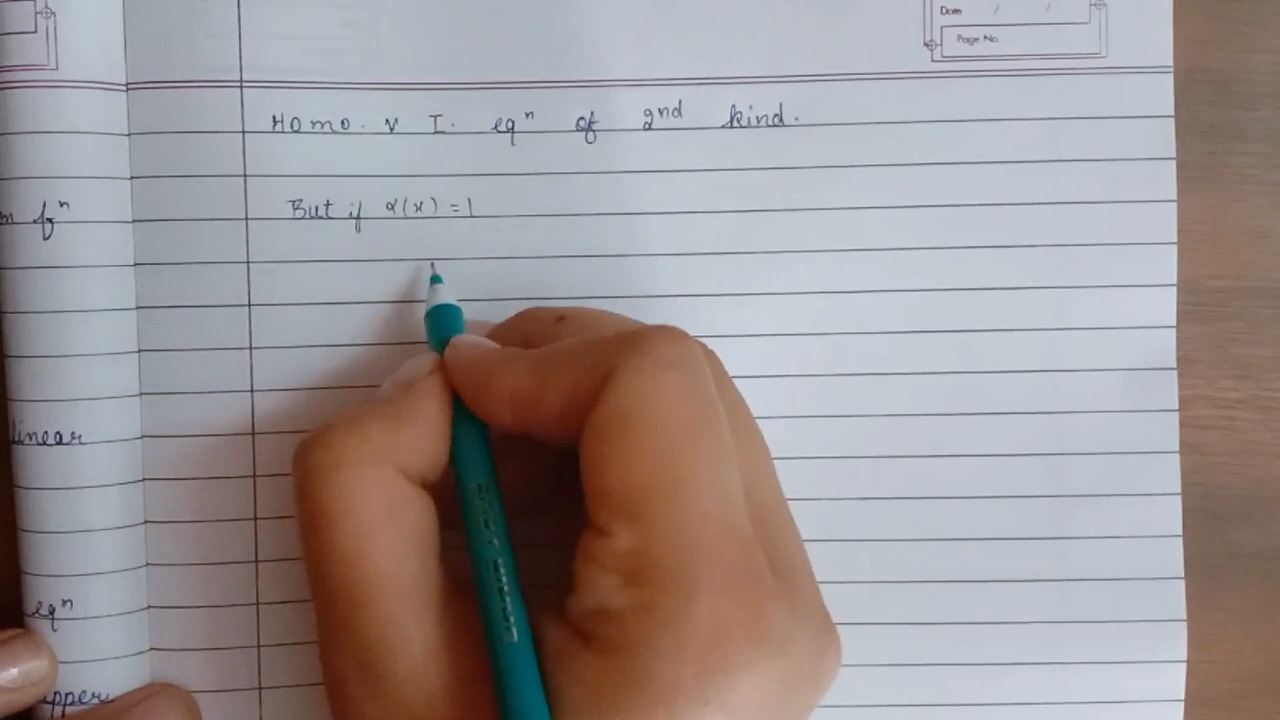 Date / /
Page No.
Homo. V I. eqⁿ of 2nd kind.
But if α(x) = 1
fⁿ
linear
eqⁿ
upper